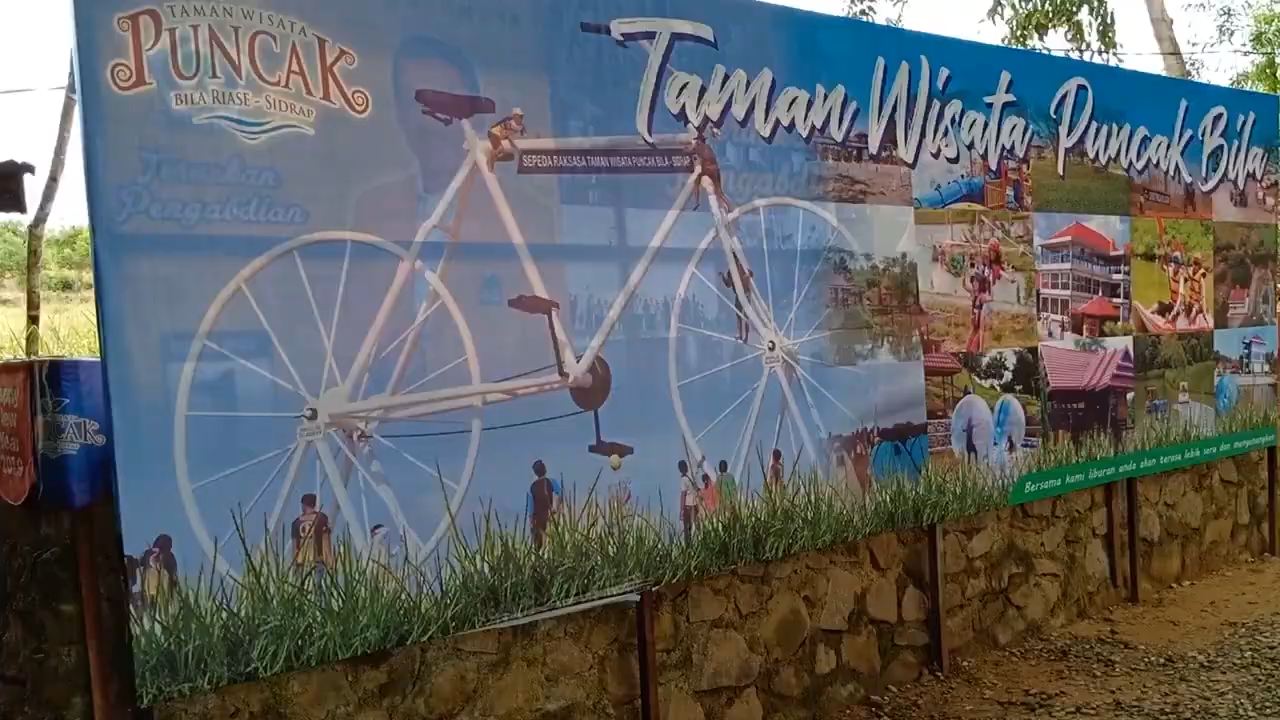 TAMAN WISATA
PUNCAK
BILA RIASE - SIDRAP
Taman Wisata Puncak Bila
SEPEDA RAKSASA TAMAN WISATA PUNCAK BILA - SIDRAP
Pengabdian
Bersama kami liburan anda akan terasa lebih seru dan menyenangkan